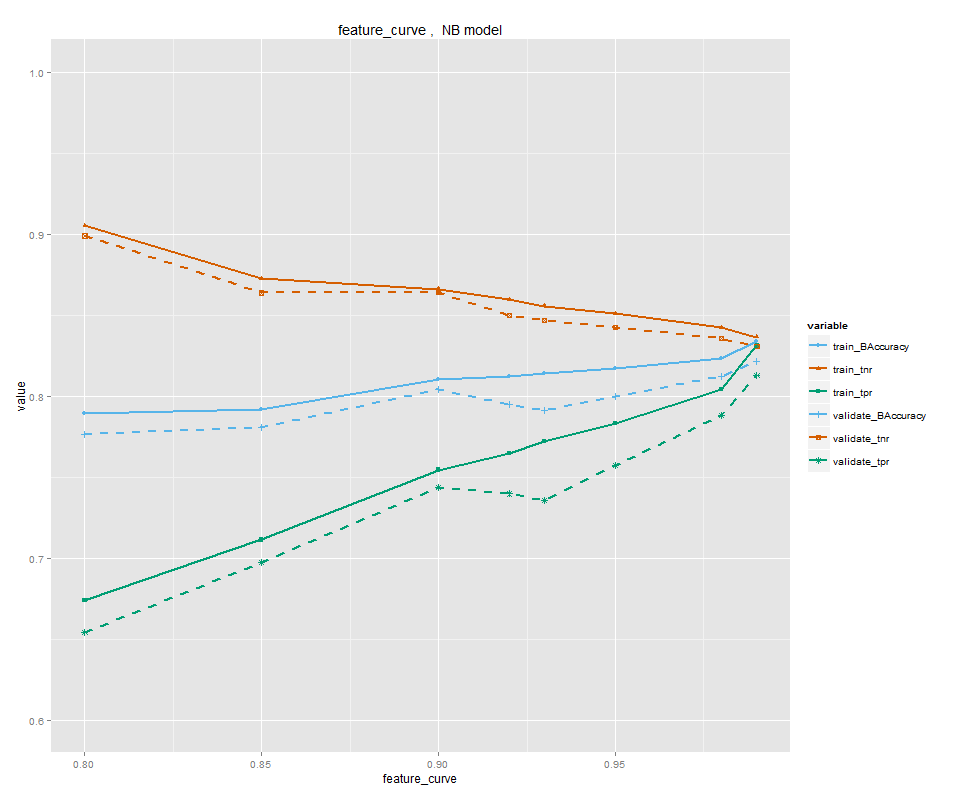 feature_curve ,  NB model
1.0
0.9
0.8
0.7
0.6
value
0.80 0.85 0.90 0.95
feature_curve
variable
train_BAccuracy
train_tnr
train_tpr
validate_BAccuracy
validate_tnr
validate_tpr